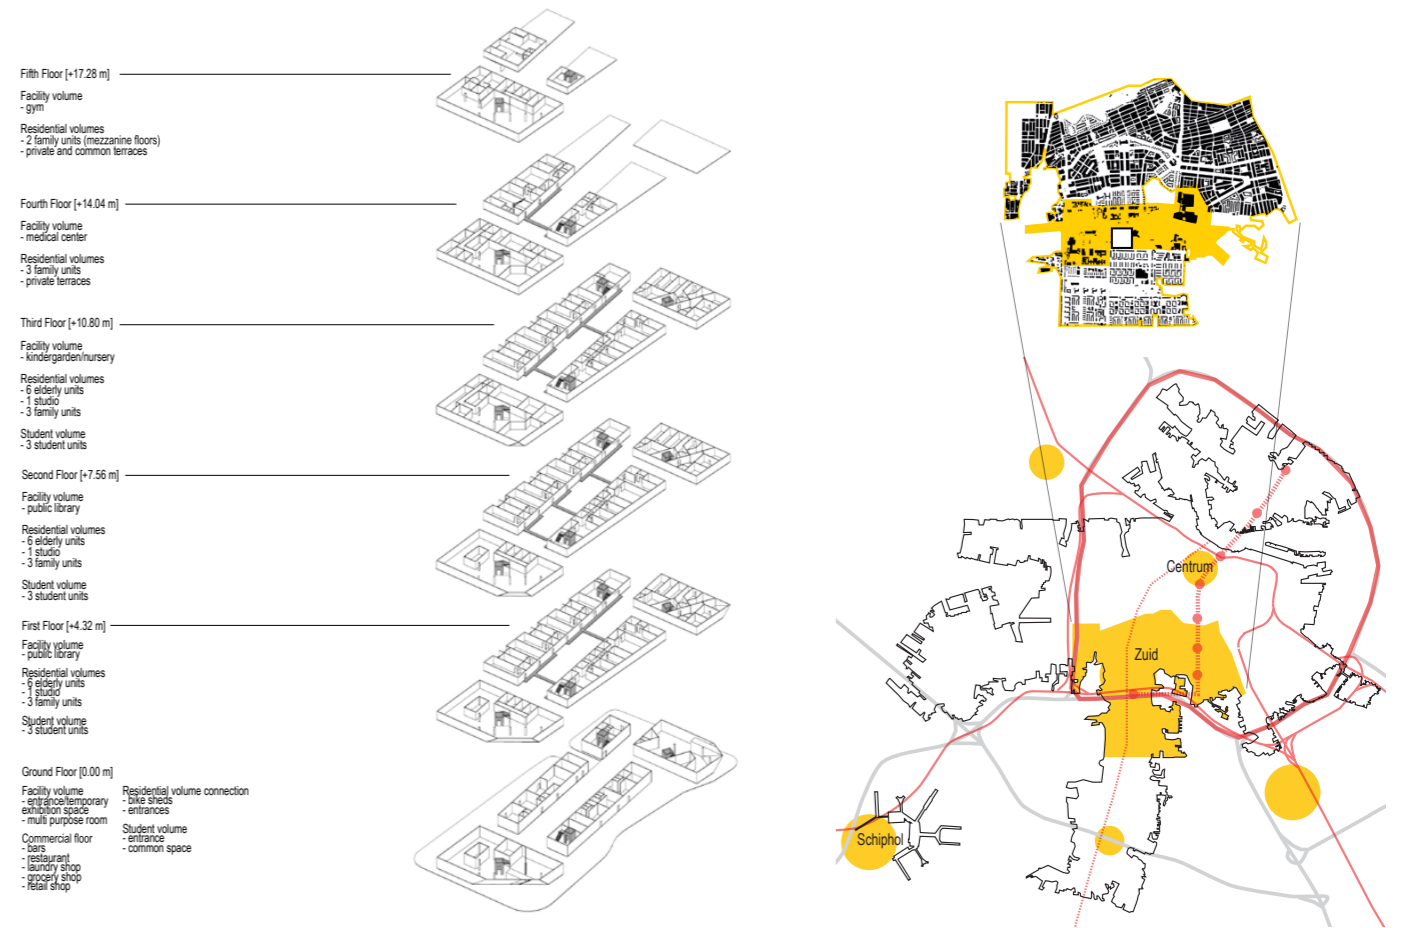 Fifth Floor [+17.28 m]
Facility volume
- gym
Residential volumes
- 2 family units (mezzanine floors)
- private and common terraces
Fourth Floor [+14.04 m]
Facility volume
- medical center
Residential volumes
- 3 family units
- private terraces
Third Floor [+10.80 m]
Facility volume
- kindergarden/nursery
Residential volumes
- 6 elderly units
- 1 studio
- 3 family units
Student volume
- 3 student units
Second Floor [+7.56 m]
Facility volume
- public library
Residential volumes
- 6 elderly units
- 1 studio
- 3 family units
Student volume
- 3 student units
First Floor [+4.32 m]
Facility volume
- public library
Residential volumes
- 6 elderly units
- 1 studio
- 3 family units
Student volume
- 3 student units
Ground Floor [0.00 m]
Facility volume
- entrance/temporary
exhibition space
- multi purpose room
Commercial floor
- bars
- restaurant
- laundry shop
- grocery shop
- retail shop
Residential volume connection
- bike sheds
- entrances
Student volume
- entrance
- common space
Centrum
Zuid
Schiphol